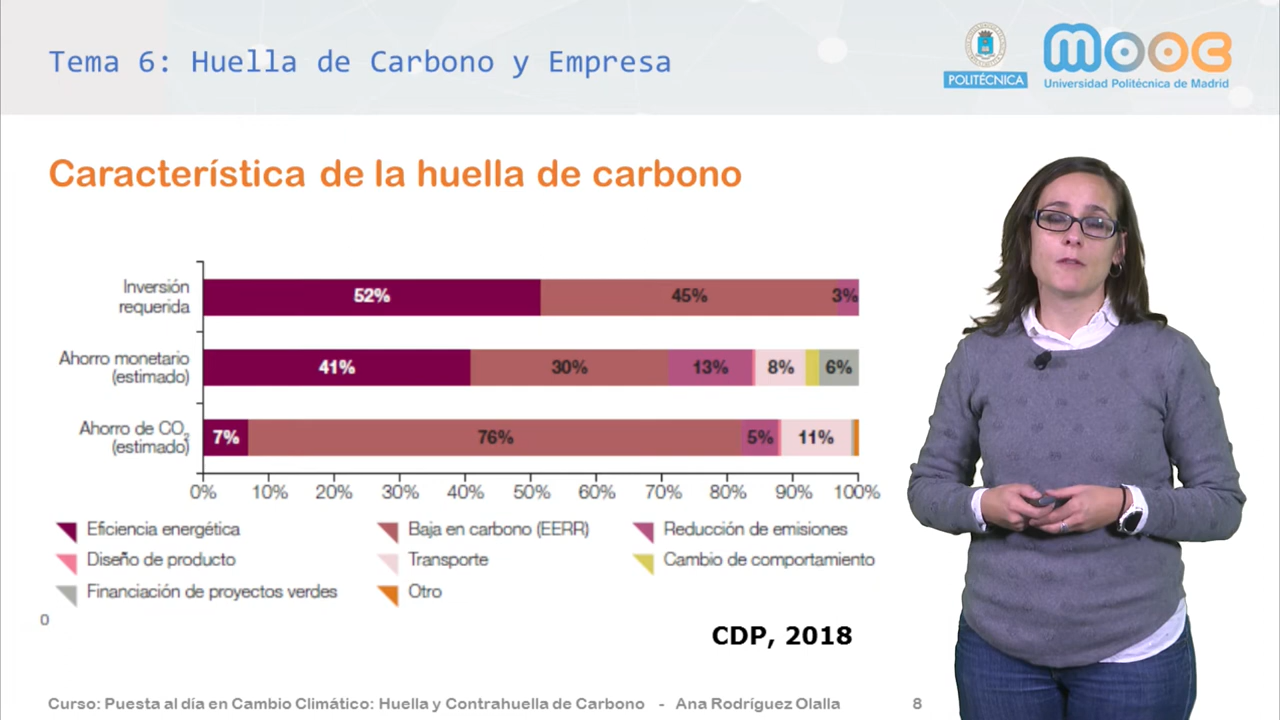 Tema 6: Huella de Carbono y Empresa
POLITÉCNICA
MOOC
Universidad Politécnica de Madrid
Característica de la huella de carbono
Inversión
requerida
52% 45% 3%
Ahorro monetario
(estimado)
41% 30% 13% 8% 6%
Ahorro de CO₂
(estimado)
7% 76% 5% 11%
0% 10% 20% 30% 40% 50% 60% 70% 80% 90% 100%
Eficiencia energética Baja en carbono (EERR) Reducción de emisiones
Diseño de producto Transporte Cambio de comportamiento
Financiación de proyectos verdes Otro
0
CDP, 2018
Curso: Puesta al día en Cambio Climático: Huella y Contrahuella de Carbono - Ana Rodríguez Olalla 8